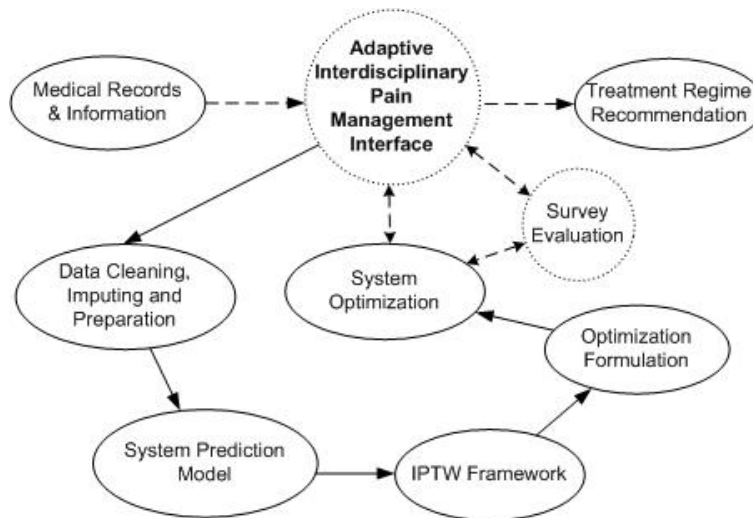 Adaptive
Interdisciplinary
Pain
Management
Interface
Medical Records
& Information
Treatment Regime
Recommendation
Survey
Evaluation
Data Cleaning,
Imputing and
Preparation
System
Optimization
Optimization
Formulation
System Prediction
Model
IPTW Framework